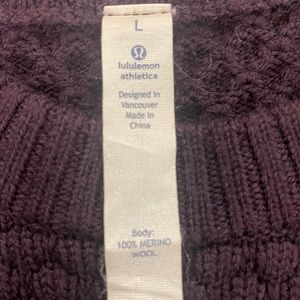 L
lululemon
athletica
Designed in
Vancouver
Made in
China
Body:
100% MERINO
WOOL